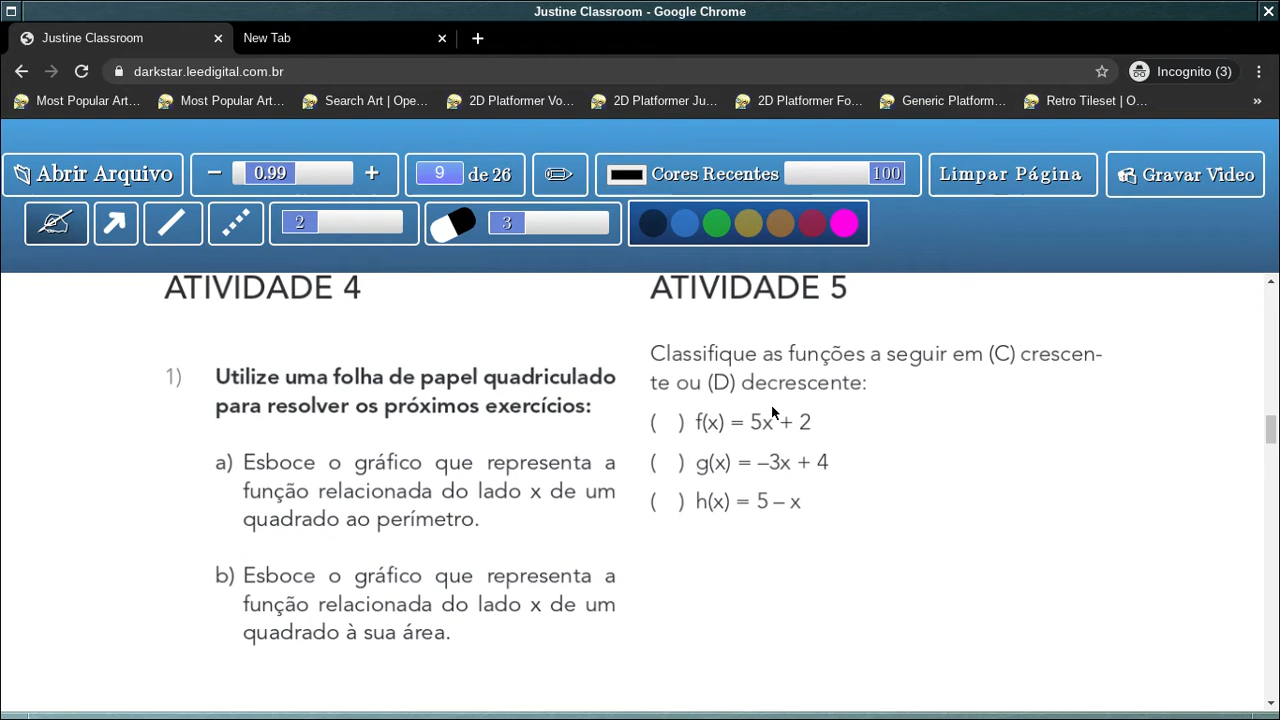 Justine Classroom - Google Chrome
Justine Classroom
New Tab
darkstar.leedigital.com.br
Incognito (3)
Most Popular Art...
Most Popular Art...
Search Art | Ope...
2D Platformer Vo...
2D Platformer Ju...
2D Platformer Fo...
Generic Platform...
Retro Tileset | O...
Abrir Arquivo
0.99
9 de 26
Cores Recentes
100
Limpar Página
Gravar Video
2
3
ATIVIDADE 4
1) Utilize uma folha de papel quadriculado
para resolver os próximos exercícios:
a) Esboce o gráfico que representa a
função relacionada do lado x de um
quadrado ao perímetro.
b) Esboce o gráfico que representa a
função relacionada do lado x de um
quadrado à sua área.
ATIVIDADE 5
Classifique as funções a seguir em (C) crescen-
te ou (D) decrescente:
( ) f(x) = 5x + 2
( ) g(x) = –3x + 4
( ) h(x) = 5 – x